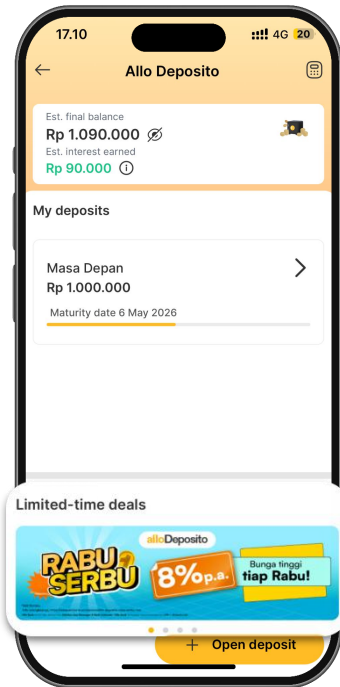 17.10
4G 20
Allo Deposito
Est. final balance
Rp 1.090.000
Est. interest earned
Rp 90.000
My deposits
Masa Depan
Rp 1.000.000
Maturity date 6 May 2026
Limited-time deals
alloDeposito
RABU
SERBU
8%p.a.
Bunga tinggi
tiap Rabu!
+ Open deposit